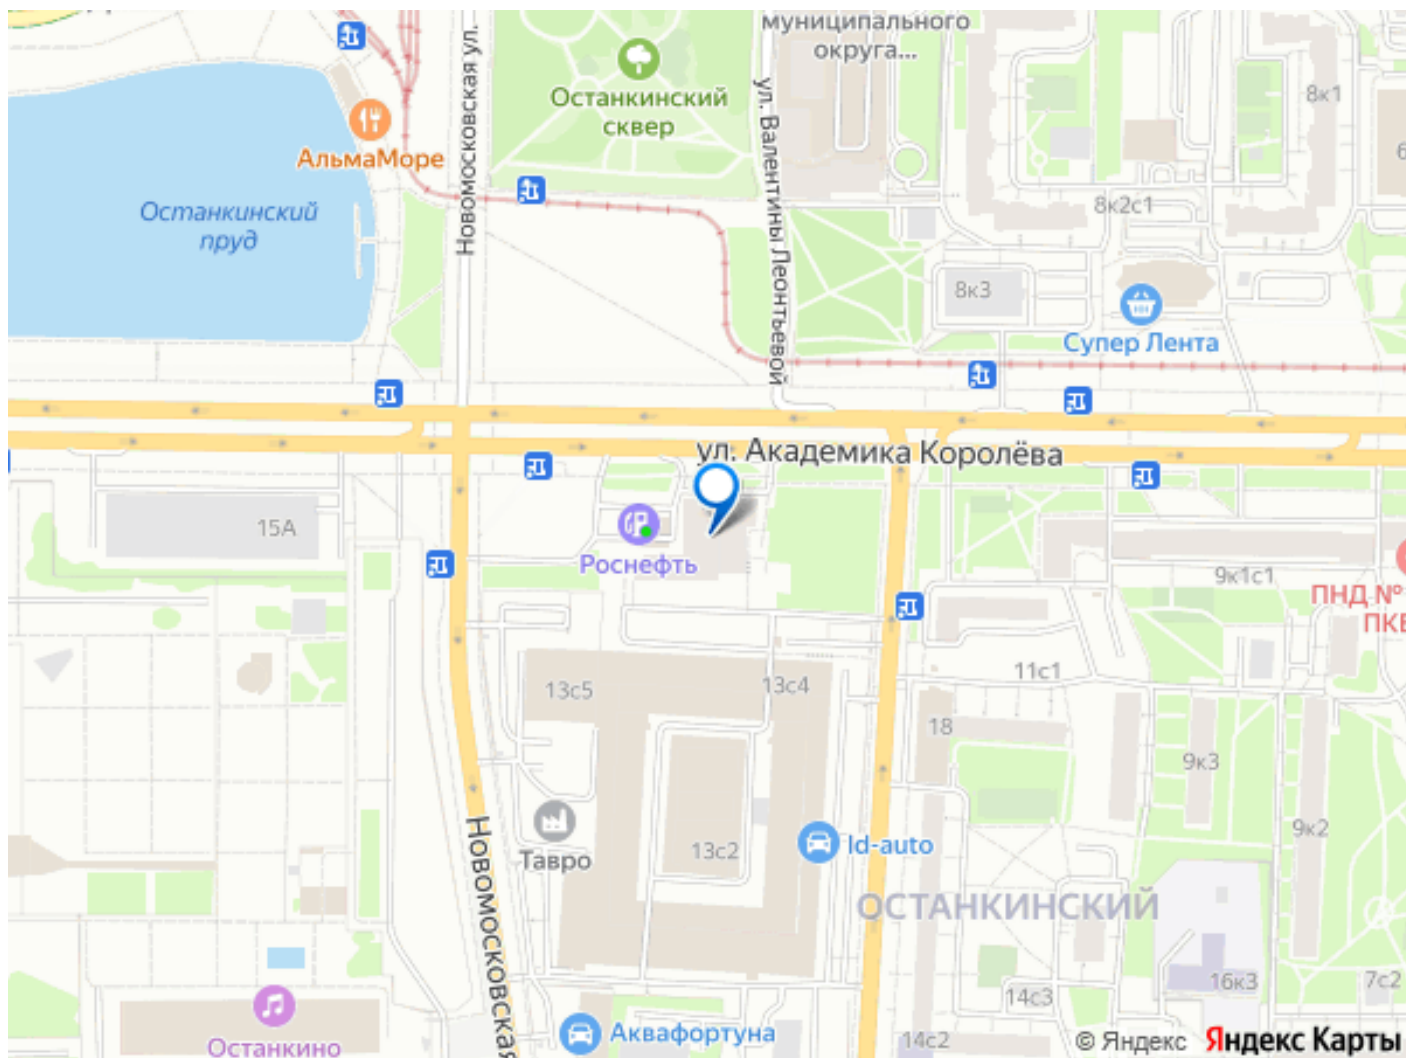 муниципального
округа...
Новомосковская ул.
Останкинский
сквер
ул. Валентины Леонтьевой
8к1
АльмаМоре
Останкинский
пруд
8к2с1
8к3
Супер Лента
ул. Академика Королёва
15А
Роснефть
9к1с1
ПНД №
11с1
13с5
13с4
18
9к3
9к2
13с2
Id-auto
Тавро
Новомосковская
ОСТАНКИНСКИЙ
16к3
7с2
14с3
Останкино
Аквафортуна
14с2
© Яндекс
Яндекс Карты